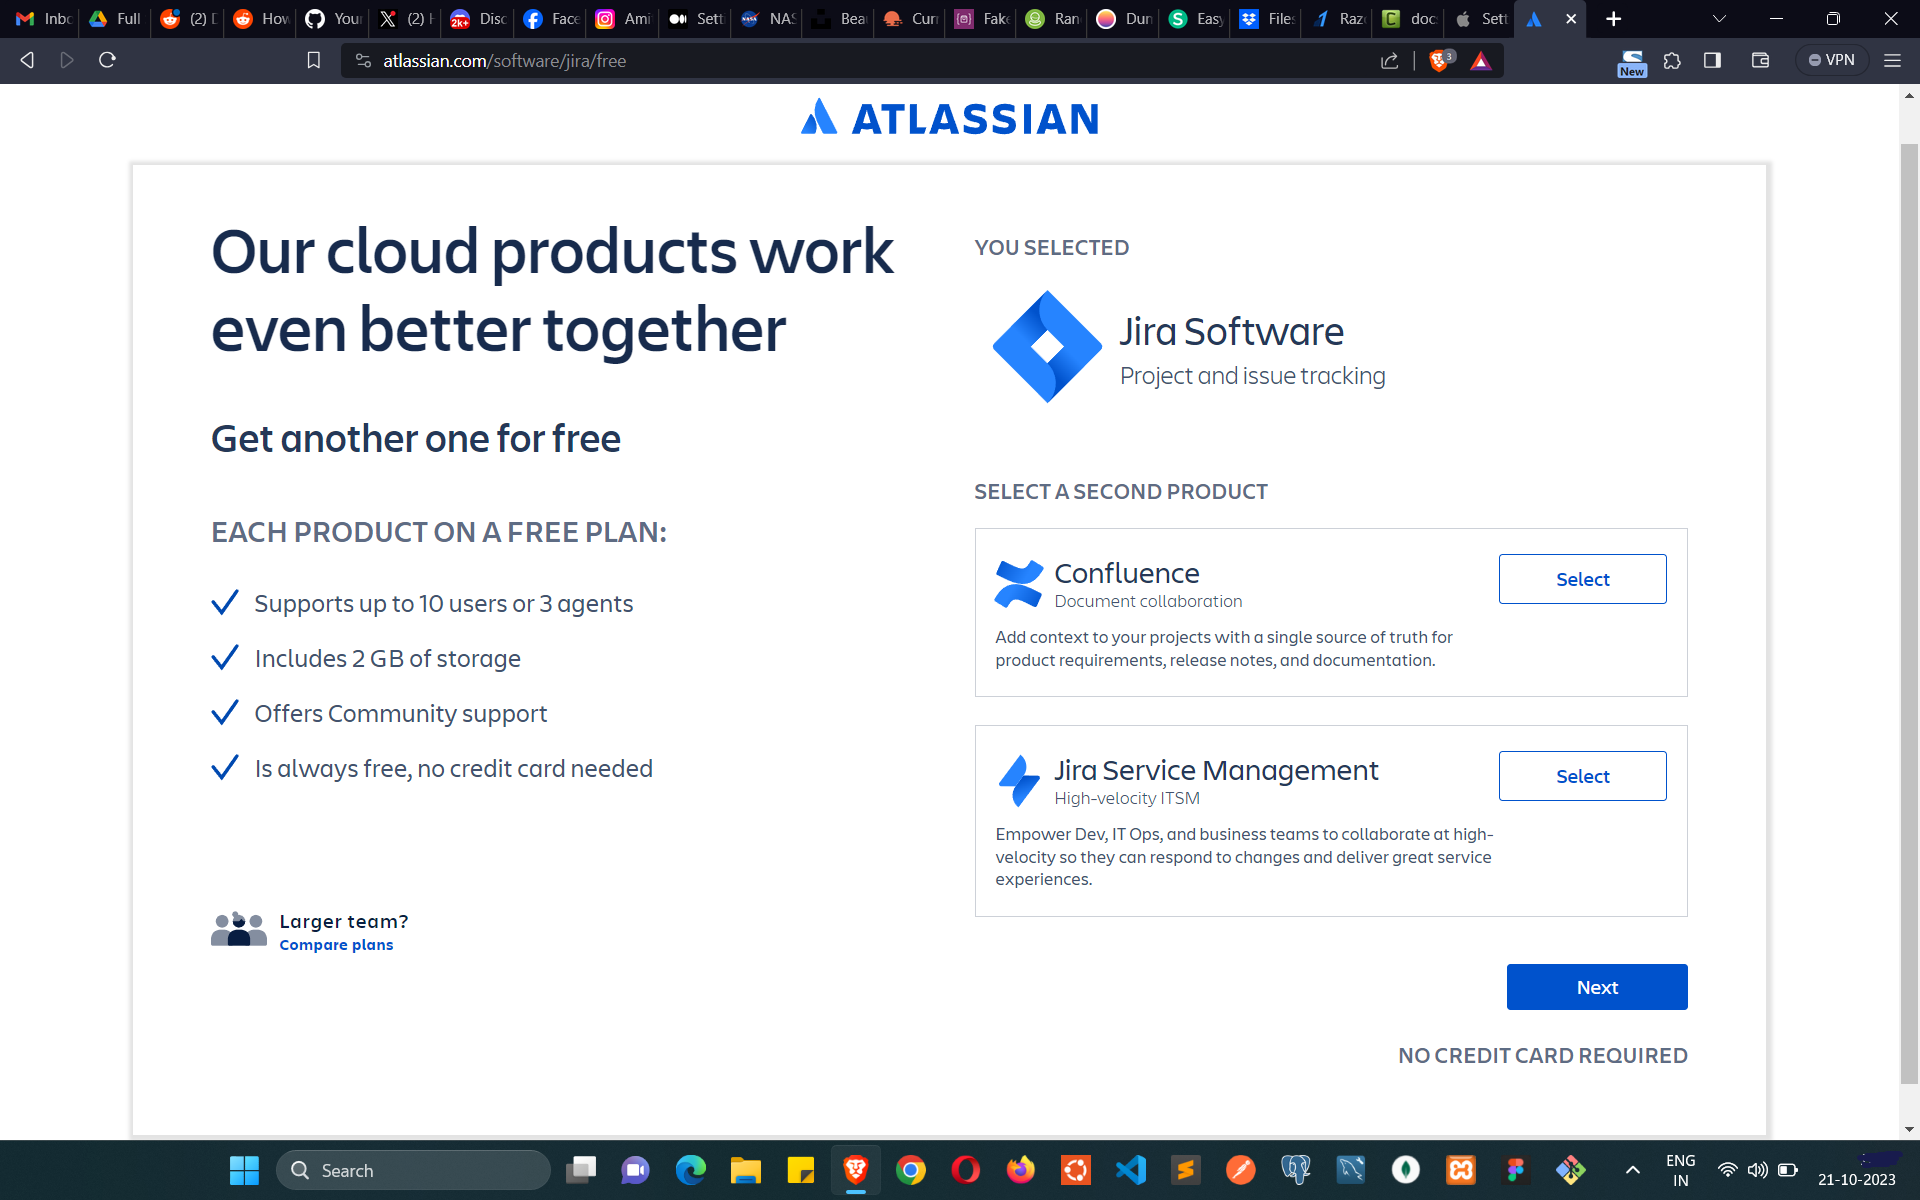 Inbo
Full
(2) D
How
You
(2) H
Disc
2K+
Face
Ami
Sett
NAS
Bea
Curr
Fake
Ran
Dun
Easy
Files
Razo
doc
Sett
atlassian.com/software/jira/free
3
New
VPN
ATLASSIAN
Our cloud products work
even better together
Get another one for free
EACH PRODUCT ON A FREE PLAN:
Supports up to 10 users or 3 agents
Includes 2 GB of storage
Offers Community support
Is always free, no credit card needed
Larger team?
Compare plans
YOU SELECTED
Jira Software
Project and issue tracking
SELECT A SECOND PRODUCT
Confluence
Document collaboration
Select
Add context to your projects with a single source of truth for
product requirements, release notes, and documentation.
Jira Service Management
High-velocity ITSM
Select
Empower Dev, IT Ops, and business teams to collaborate at high-
velocity so they can respond to changes and deliver great service
experiences.
Next
NO CREDIT CARD REQUIRED
Search
ENG
IN
21-10-2023